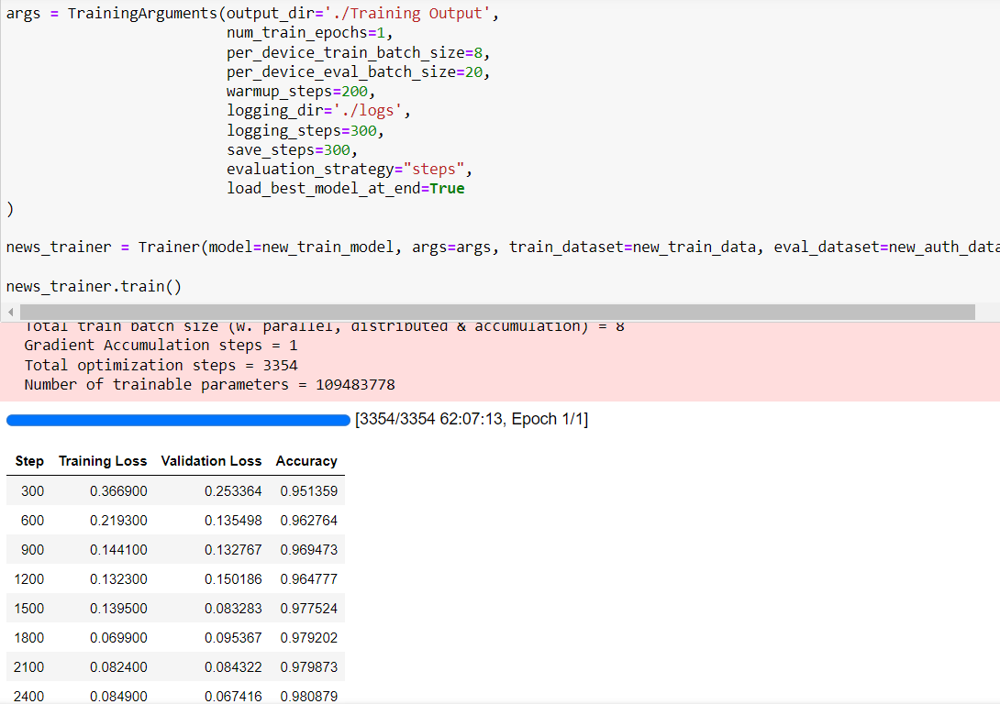 args = TrainingArguments(output_dir='./Training Output',
num_train_epochs=1,
per_device_train_batch_size=8,
per_device_eval_batch_size=20,
warmup_steps=200,
logging_dir='./logs',
logging_steps=300,
save_steps=300,
evaluation_strategy="steps",
load_best_model_at_end=True
)
news_trainer = Trainer(model=new_train_model, args=args, train_dataset=new_train_data, eval_dataset=new_auth_data
news_trainer.train()
Total train batch size (w. parallel, distributed & accumulation) = 8
Gradient Accumulation steps = 1
Total optimization steps = 3354
Number of trainable parameters = 109483778
[3354/3354 62:07:13, Epoch 1/1]
Step Training Loss Validation Loss Accuracy
300 0.366900 0.253364 0.951359
600 0.219300 0.135498 0.962764
900 0.144100 0.132767 0.969473
1200 0.132300 0.150186 0.964777
1500 0.139500 0.083283 0.977524
1800 0.069900 0.095367 0.979202
2100 0.082400 0.084322 0.979873
2400 0.084900 0.067416 0.980879